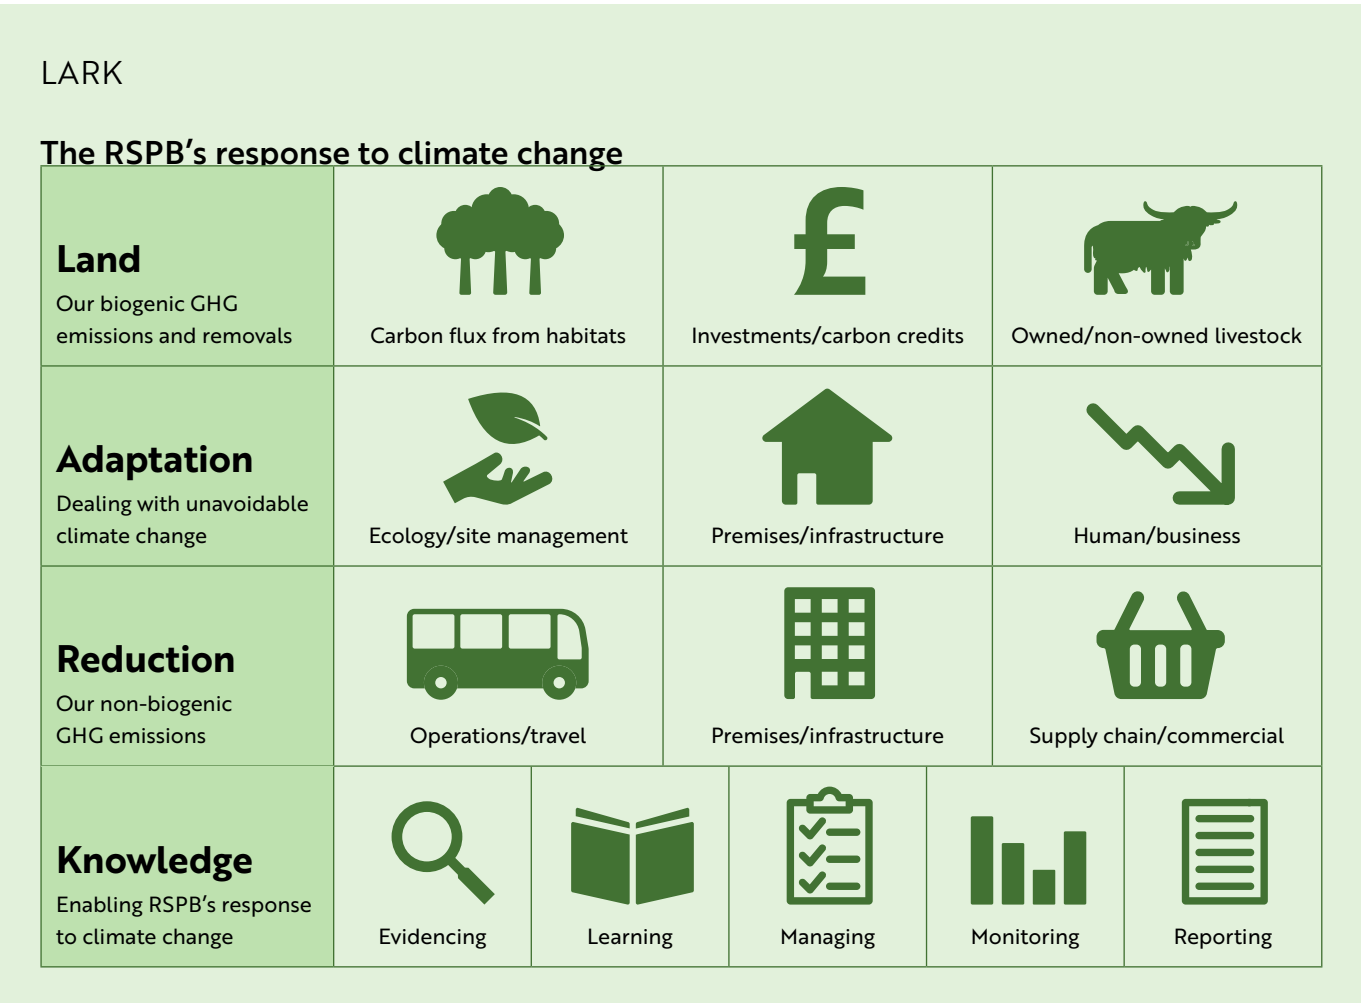 LARK
The RSPB’s response to climate change
Land
Our biogenic GHG
emissions and removals
Carbon flux from habitats
£
Investments/carbon credits
Owned/non-owned livestock
Adaptation
Dealing with unavoidable
climate change
Ecology/site management
Premises/infrastructure
Human/business
Reduction
Our non-biogenic
GHG emissions
Operations/travel
Premises/infrastructure
Supply chain/commercial
Knowledge
Enabling RSPB’s response
to climate change
Evidencing
Learning
Managing
Monitoring
Reporting